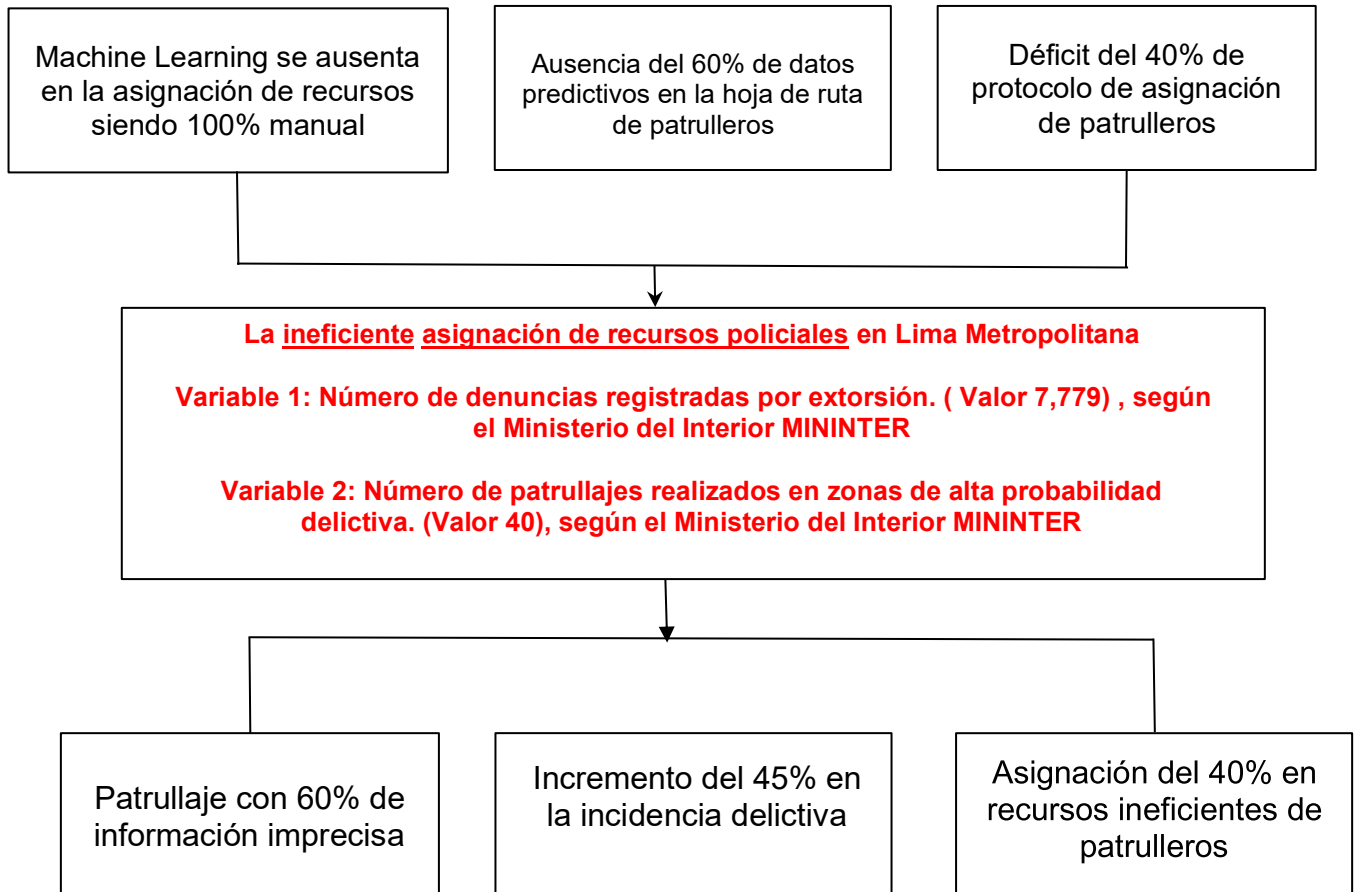 Machine Learning se ausenta
en la asignación de recursos
siendo 100% manual
Ausencia del 60% de datos
predictivos en la hoja de ruta
de patrulleros
Déficit del 40% de
protocolo de asignación
de patrulleros
La ineficiente asignación de recursos policiales en Lima Metropolitana
Variable 1: Número de denuncias registradas por extorsión. ( Valor 7,779) , según
el Ministerio del Interior MININTER
Variable 2: Número de patrullajes realizados en zonas de alta probabilidad
delictiva. (Valor 40), según el Ministerio del Interior MININTER
Patrullaje con 60% de
información imprecisa
Incremento del 45% en
la incidencia delictiva
Asignación del 40% en
recursos ineficientes de
patrulleros